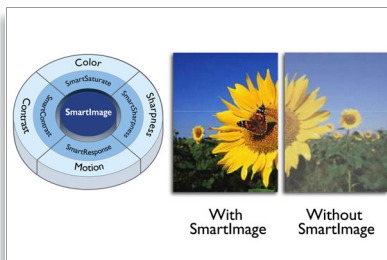 Color
SmartSaturate
Contrast
SmartContrast
SmartImage
SmartSharpness
Sharpness
SmartResponse
Motion
With
SmartImage
Without
SmartImage